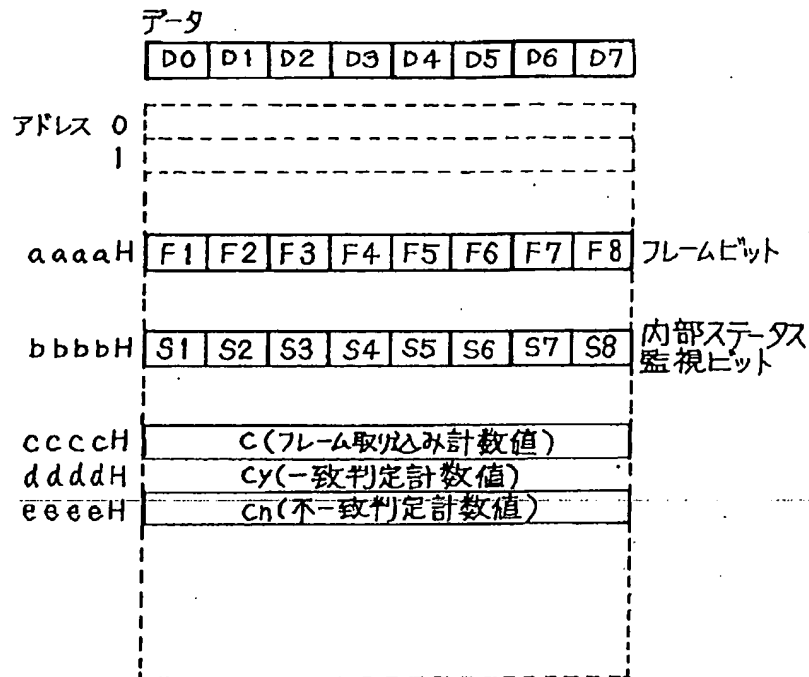 データ
D0 D1 D2 D3 D4 D5 D6 D7
アドレス 0
1
aaaaH F1 F2 F3 F4 F5 F6 F7 F8 フレームビット
bbbbH S1 S2 S3 S4 S5 S6 S7 S8 内部ステータス
監視ビット
ccccH C(フレーム取り込み計数値)
ddddH Cy(一致判定計数値)
eeeeH Cn(不一致判定計数値)